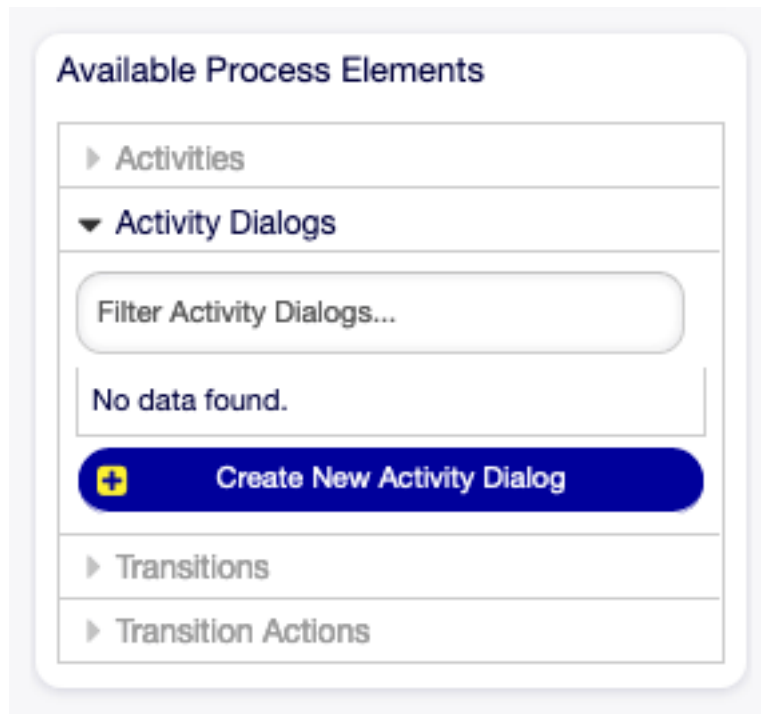 Available Process Elements
Activities
Activity Dialogs
Filter Activity Dialogs...
No data found.
Create New Activity Dialog
Transitions
Transition Actions